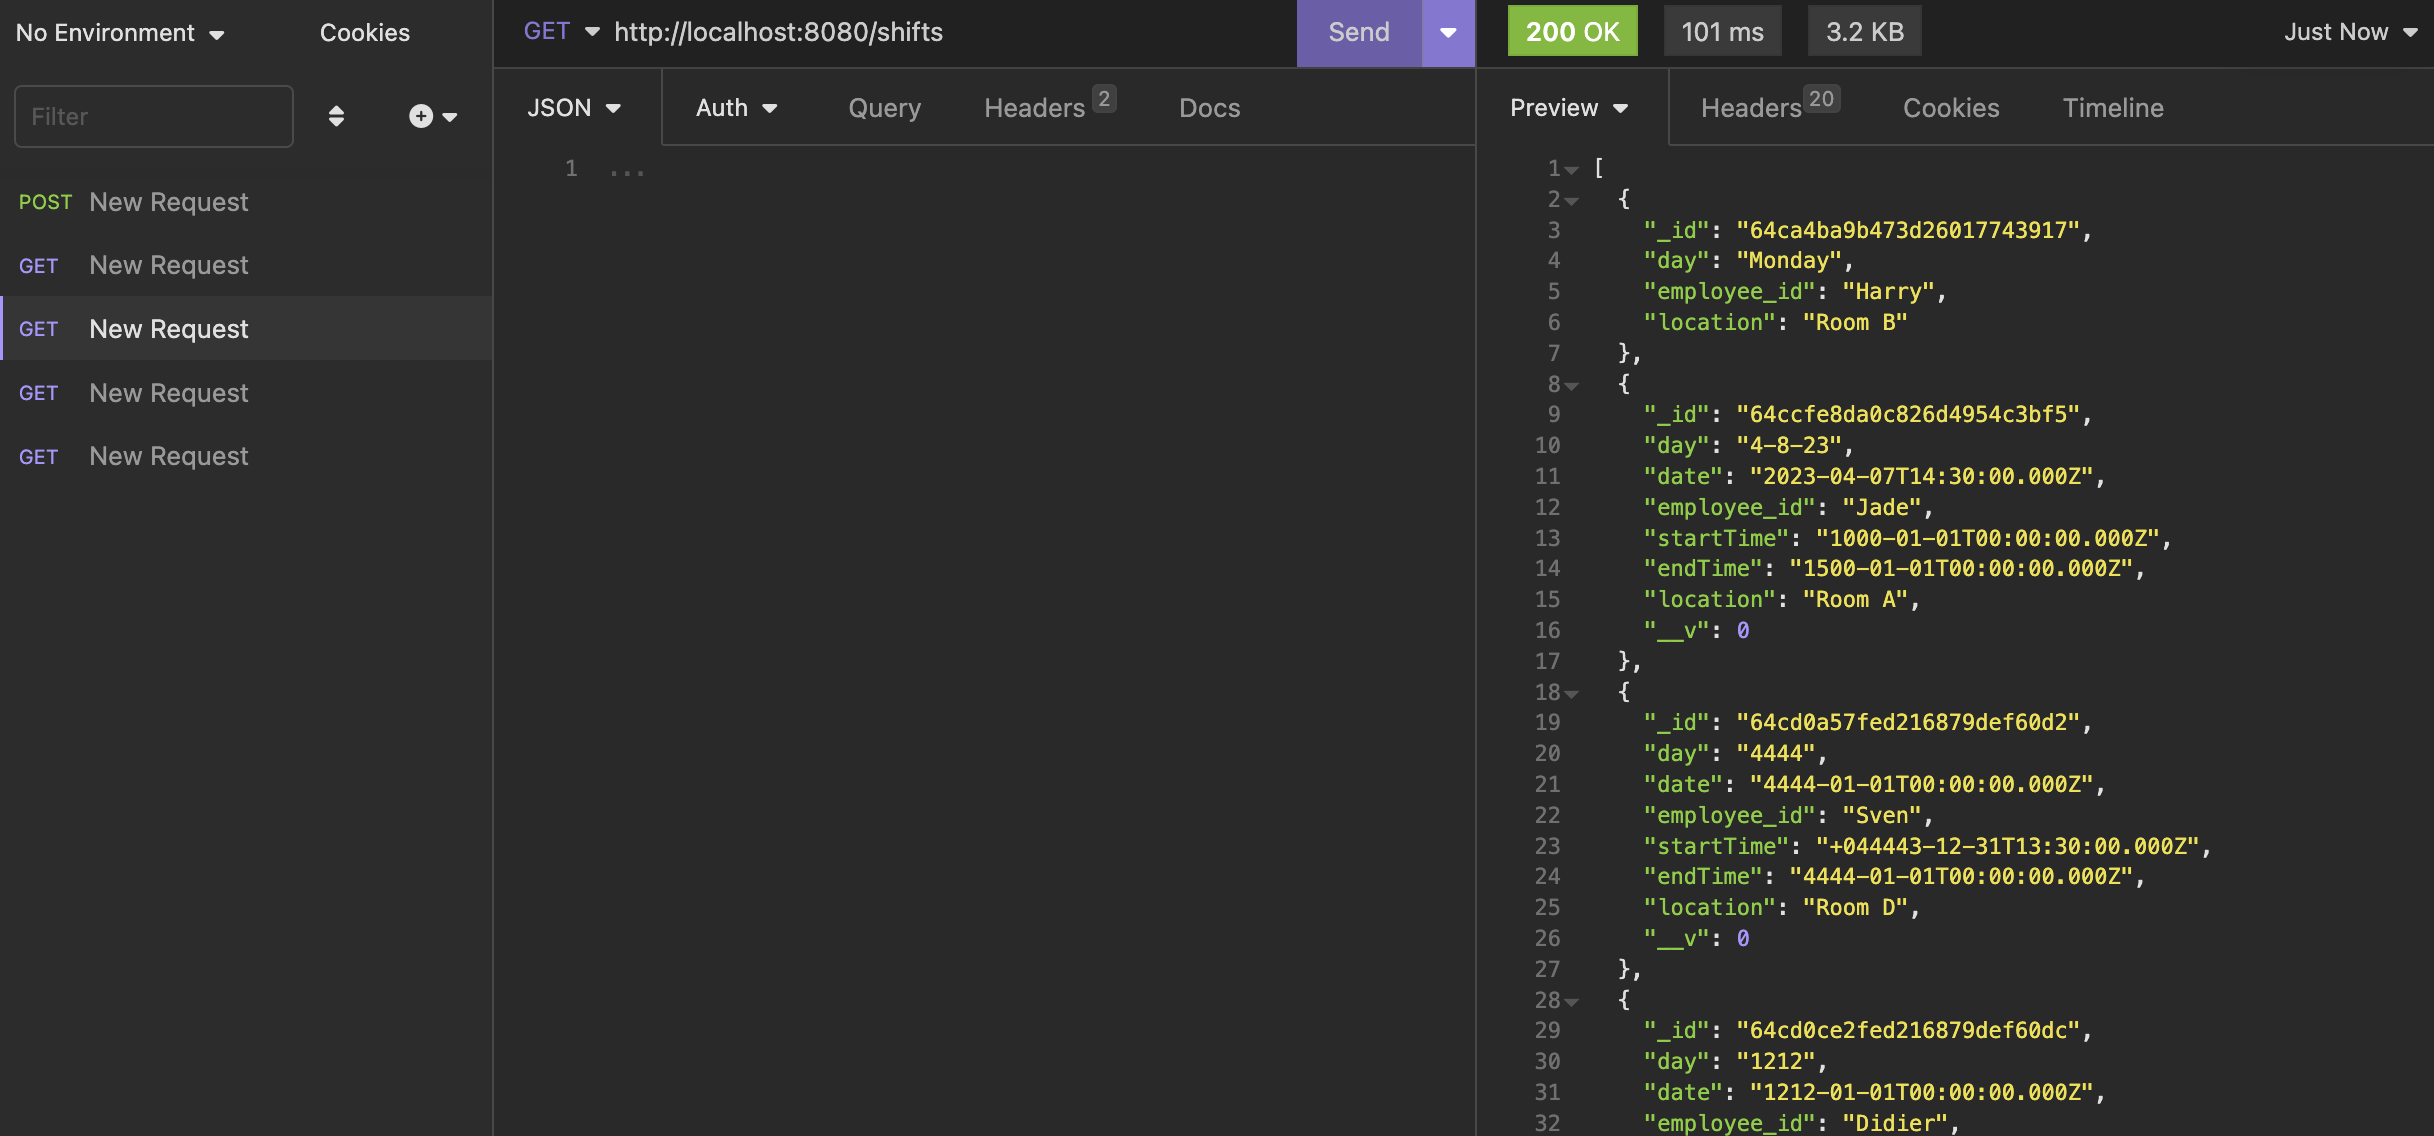 No Environment
Cookies
GET http://localhost:8080/shifts
Send
200 OK
101 ms
3.2 KB
Just Now
Filter
POST New Request
GET New Request
GET New Request
GET New Request
GET New Request
JSON
Auth
Query
Headers 2
Docs
1 ...
Preview
Headers 20
Cookies
Timeline
1 [
2 {
3 "_id": "64ca4ba9b473d26017743917",
4 "day": "Monday",
5 "employee_id": "Harry",
6 "location": "Room B"
7 },
8 {
9 "_id": "64ccfe8da0c826d4954c3bf5",
10 "day": "4-8-23",
11 "date": "2023-04-07T14:30:00.000Z",
12 "employee_id": "Jade",
13 "startTime": "1000-01-01T00:00:00.000Z",
14 "endTime": "1500-01-01T00:00:00.000Z",
15 "location": "Room A",
16 "__v": 0
17 },
18 {
19 "_id": "64cd0a57fed216879def60d2",
20 "day": "4444",
21 "date": "4444-01-01T00:00:00.000Z",
22 "employee_id": "Sven",
23 "startTime": "+044443-12-31T13:30:00.000Z",
24 "endTime": "4444-01-01T00:00:00.000Z",
25 "location": "Room D",
26 "__v": 0
27 },
28 {
29 "_id": "64cd0ce2fed216879def60dc",
30 "day": "1212",
31 "date": "1212-01-01T00:00:00.000Z",
32 "employee_id": "Didier",